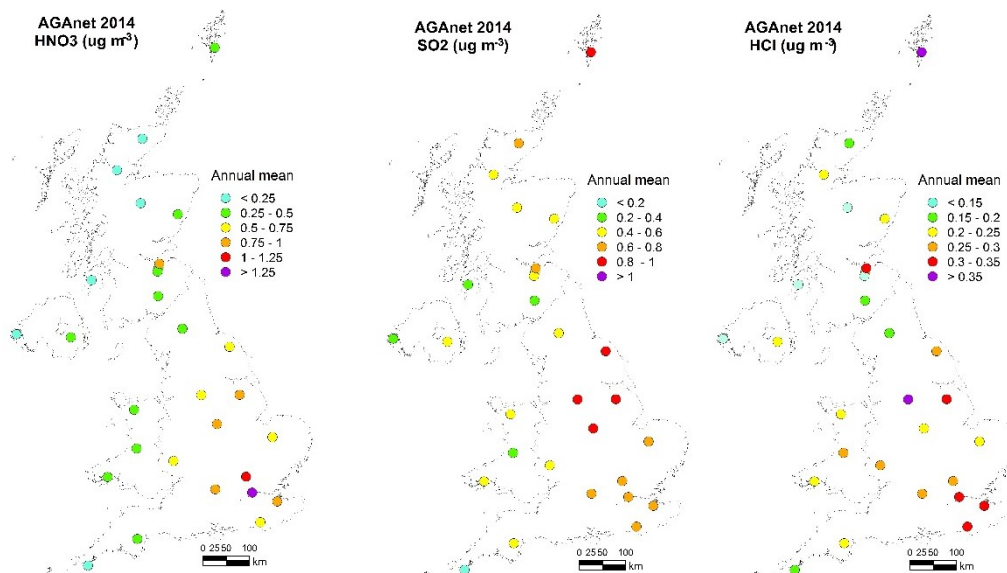 AGAnet 2014
HNO3 (ug m-3)
Annual mean
< 0.25
0.25 - 0.5
0.5 - 0.75
0.75 - 1
1 - 1.25
> 1.25
0 25 50 100
km
AGAnet 2014
SO2 (ug m-3)
Annual mean
< 0.2
0.2 - 0.4
0.4 - 0.6
0.6 - 0.8
0.8 - 1
> 1
0 25 50 100
km
AGAnet 2014
HCl (ug m-3)
Annual mean
< 0.15
0.15 - 0.2
0.2 - 0.25
0.25 - 0.3
0.3 - 0.35
> 0.35
0 25 50 100
km